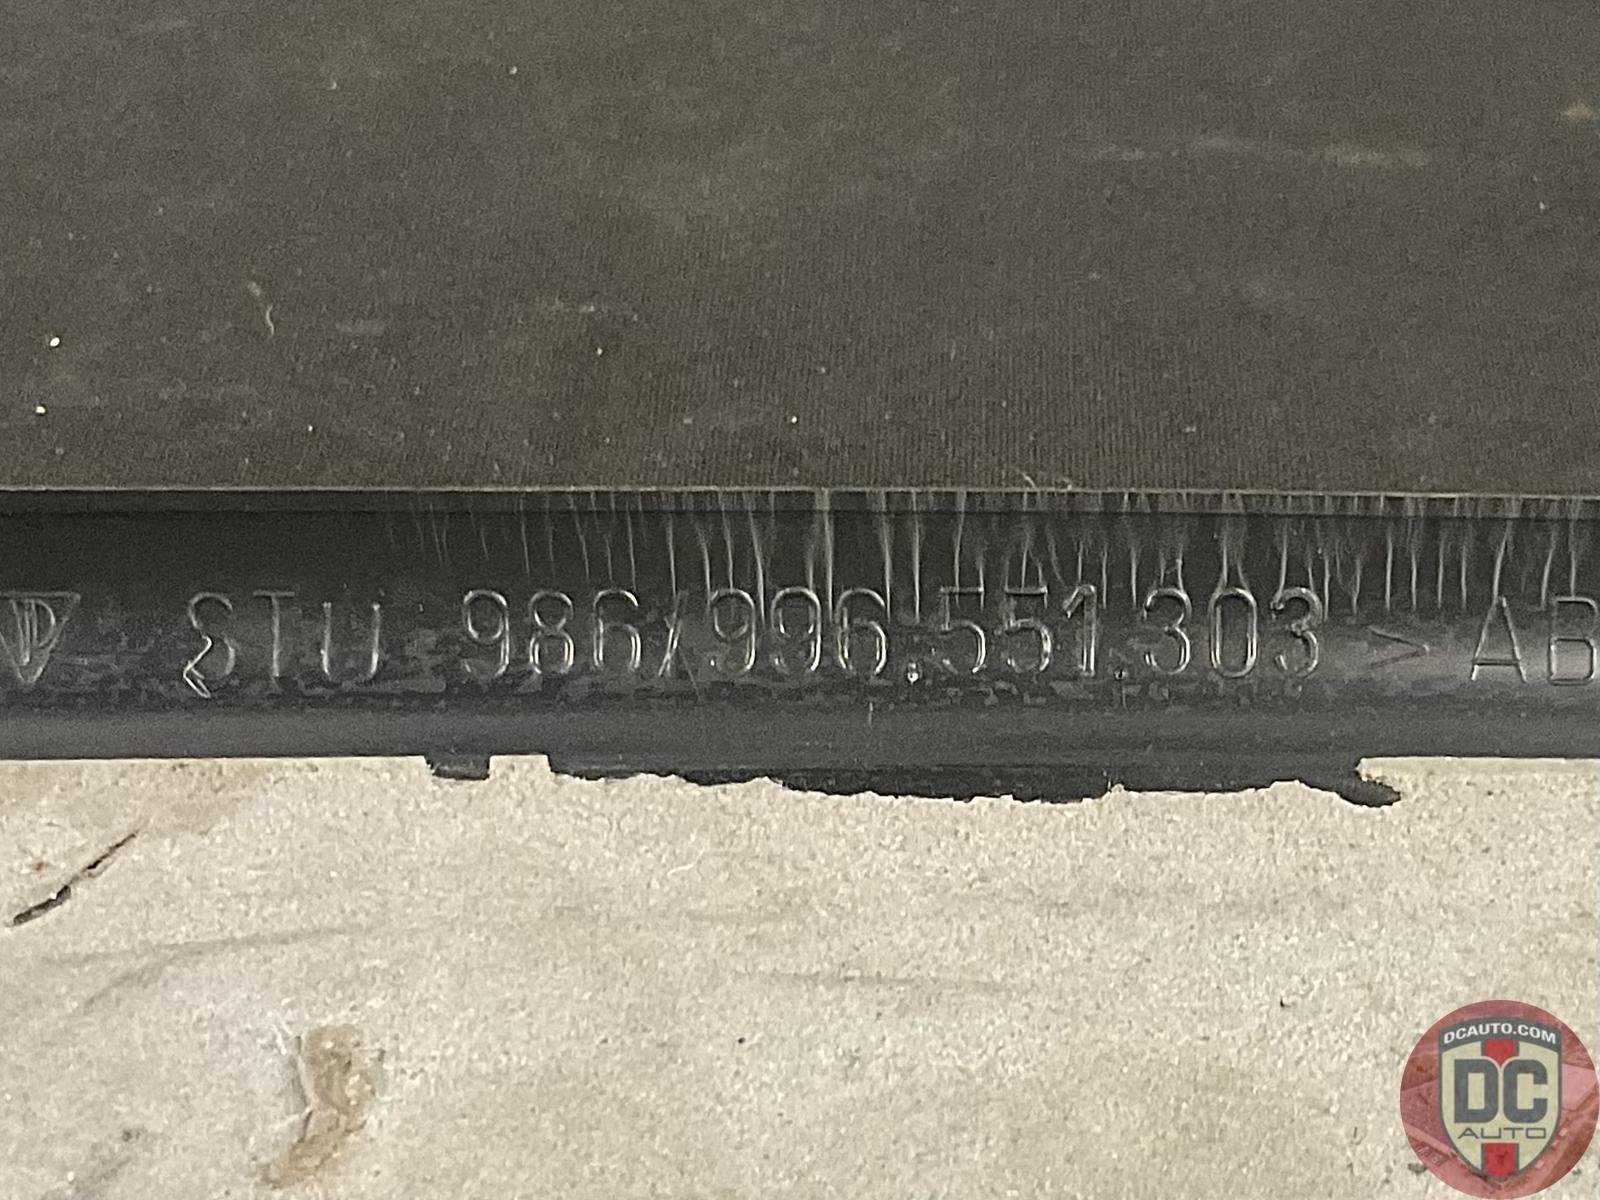 STU 986/996.551.303 > AB
DCAUTO.COM
DC
AUTO